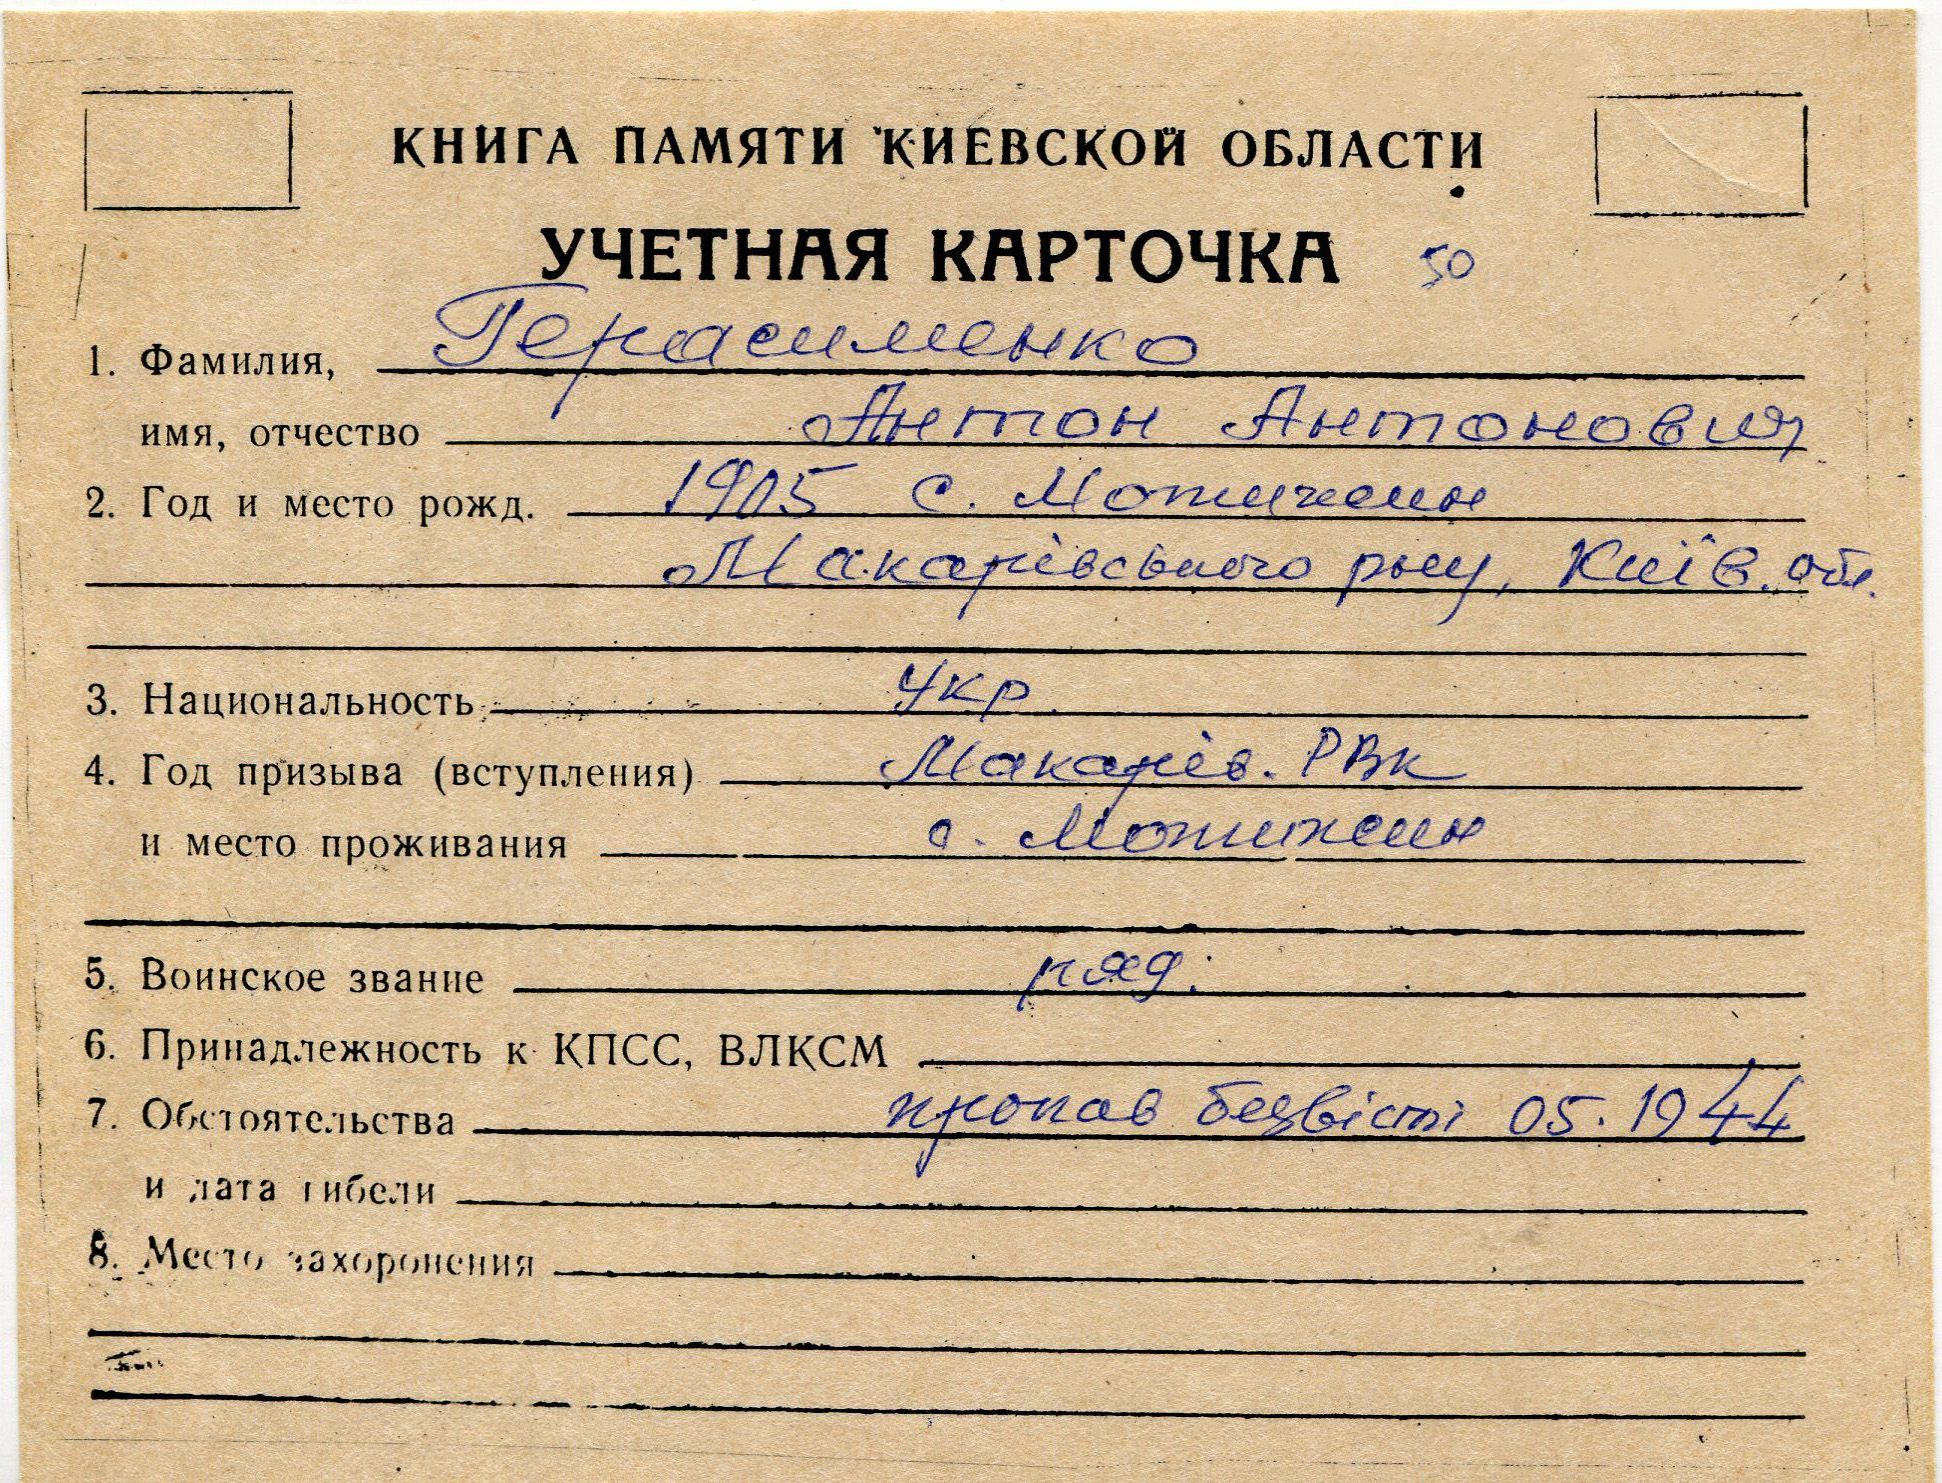 КНИГА ПАМЯТИ КИЕВСКОЙ ОБЛАСТИ
УЧЕТНАЯ КАРТОЧКА 50
1. Фамилия, Герасименко
имя, отчество Антон Антонович
2. Год и место рожд. 1905 с. Мотижин
Макарівського р-ну, Київ. обл.
3. Национальность Укр.
4. Год призыва (вступления) Макарів. РВК
и место проживания с. Мотижин
5. Воинское звание ряд.
6. Принадлежность к КПСС, ВЛКСМ
7. Обстоятельства пропав безвісти 05.1944
и дата гибели
8. Место захоронения